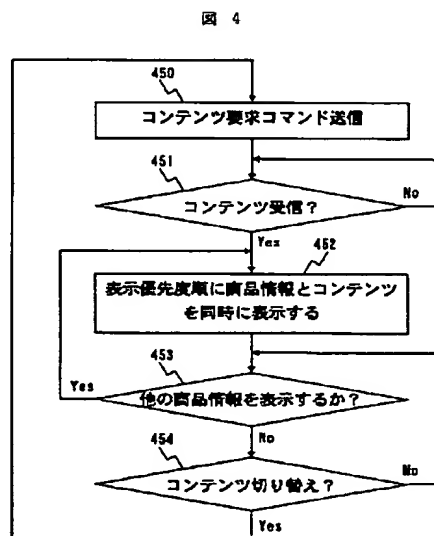 図 4
450
コンテンツ要求コマンド送信
451
コンテンツ受信?
No
Yes
452
表示優先度順に商品情報とコンテンツ
を同時に表示する
453
Yes
他の商品情報を表示するか?
No
454
コンテンツ切り替え?
No
Yes